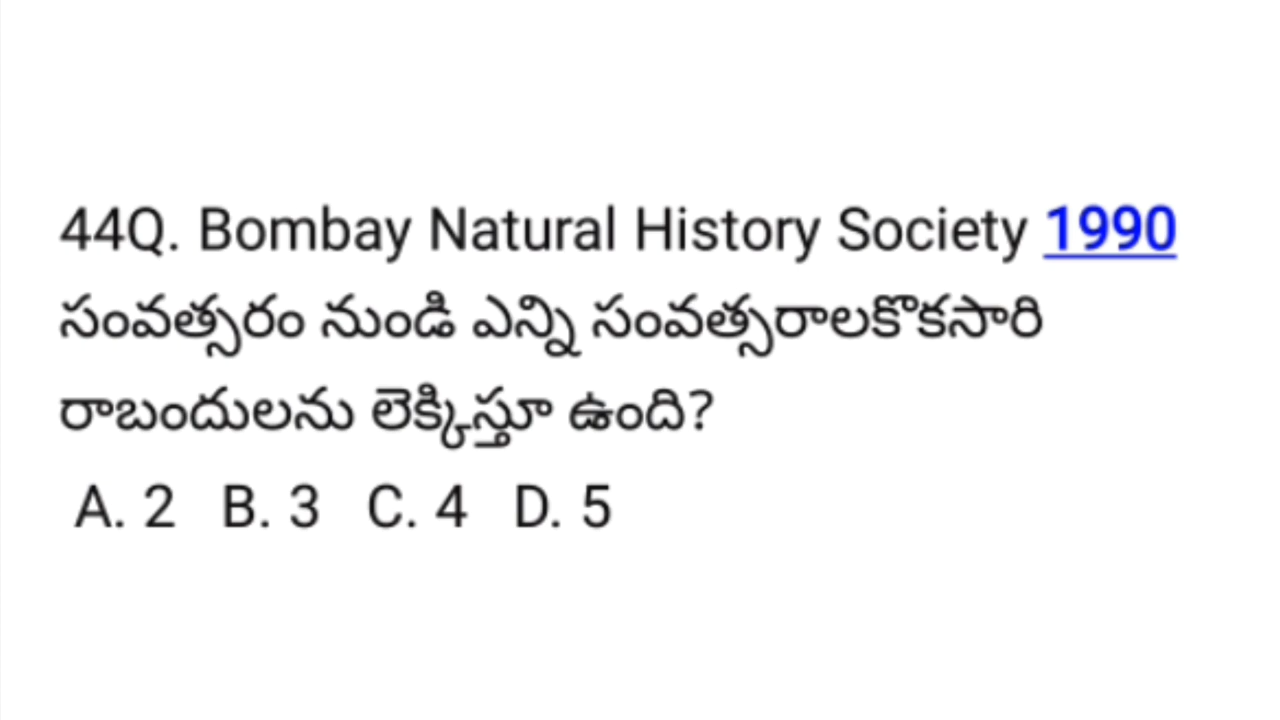 44Q. Bombay Natural History Society 1990
సంవత్సరం నుండి ఎన్ని సంవత్సరాలకొకసారి
రాబందులను లెక్కిస్తూ ఉంది?
A. 2 B. 3 C. 4 D. 5